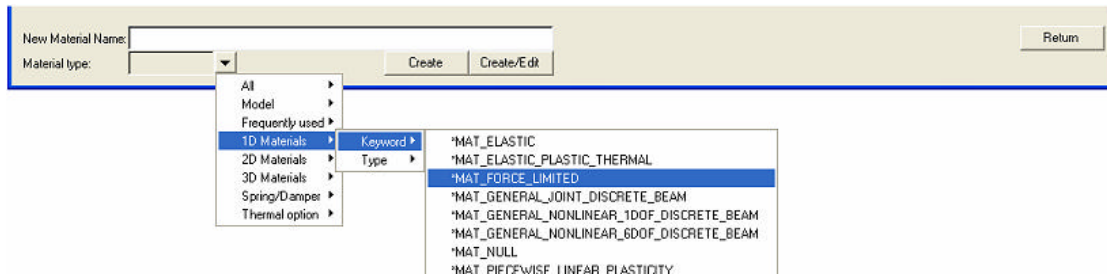 New Material Name:
Return
Material type:
Create
Create/Edit
All
Model
Frequently used
1D Materials
2D Materials
3D Materials
Spring/Damper
Thermal option
Keyword
Type
*MAT_ELASTIC
*MAT_ELASTIC_PLASTIC_THERMAL
*MAT_FORCE_LIMITED
*MAT_GENERAL_JOINT_DISCRETE_BEAM
*MAT_GENERAL_NONLINEAR_1DOF_DISCRETE_BEAM
*MAT_GENERAL_NONLINEAR_6DOF_DISCRETE_BEAM
*MAT_NULL
*MAT_PIECEWISE_LINEAR_PLASTICITY